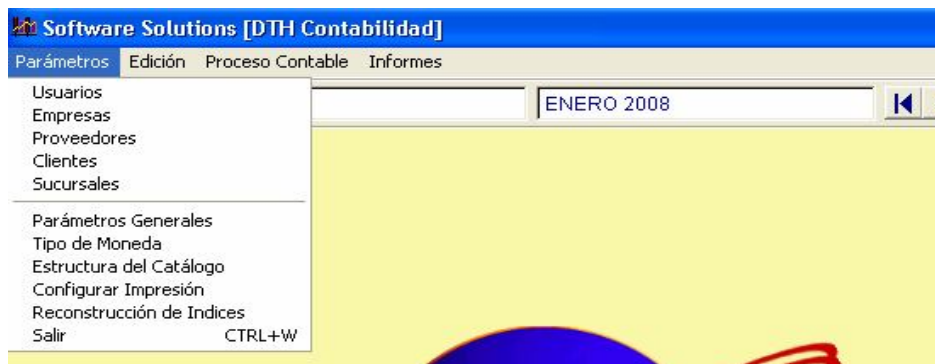 Software Solutions [DTH Contabilidad]
Parámetros Edición Proceso Contable Informes
ENERO 2008
Usuarios
Empresas
Proveedores
Clientes
Sucursales
Parámetros Generales
Tipo de Moneda
Estructura del Catálogo
Configurar Impresión
Reconstrucción de Indices
Salir CTRL+W